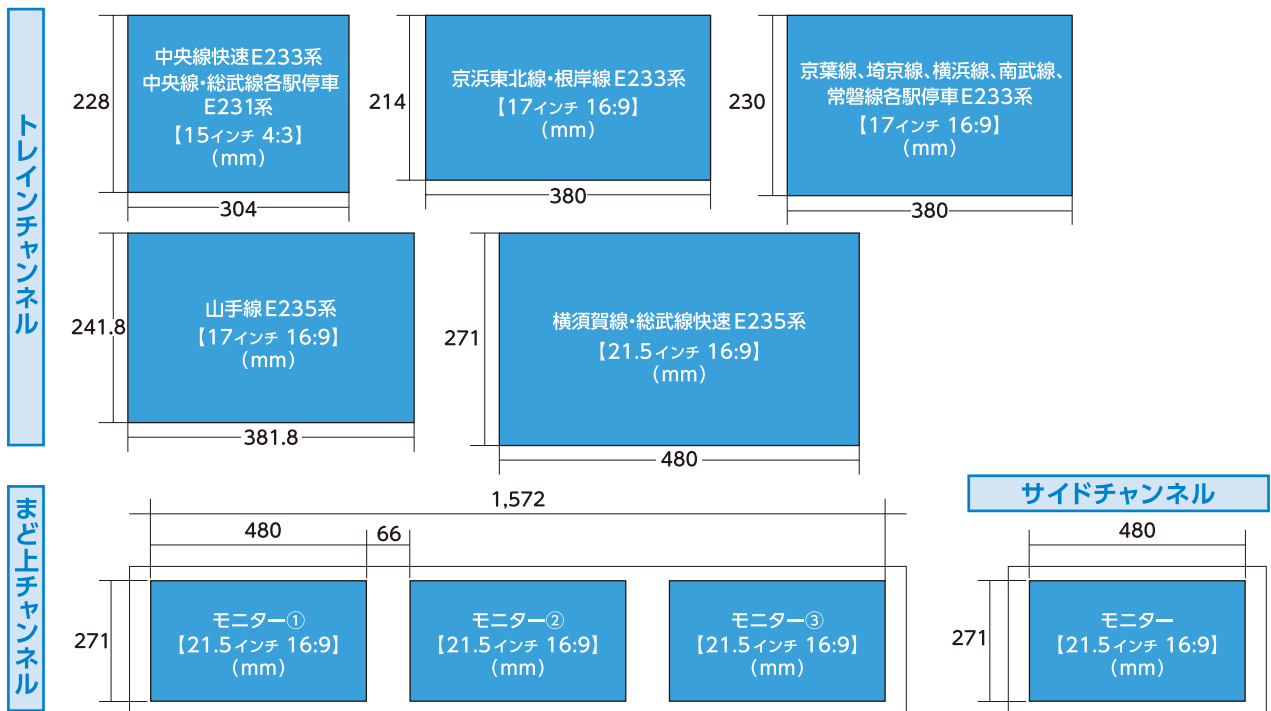 トレインチャンネル
228
中央線快速E233系
中央線・総武線各駅停車
E231系
【15インチ 4:3】
（mm）
304
214
京浜東北線・根岸線E233系
【17インチ 16:9】
（mm）
380
230
京葉線、埼京線、横浜線、南武線、
常磐線各駅停車E233系
【17インチ 16:9】
（mm）
380
241.8
山手線E235系
【17インチ 16:9】
（mm）
381.8
271
横須賀線・総武線快速E235系
【21.5インチ 16:9】
（mm）
480
まど上チャンネル
1,572
480
66
271
モニター①
【21.5インチ 16:9】
（mm）
モニター②
【21.5インチ 16:9】
（mm）
モニター③
【21.5インチ 16:9】
（mm）
サイドチャンネル
480
271
モニター
【21.5インチ 16:9】
（mm）